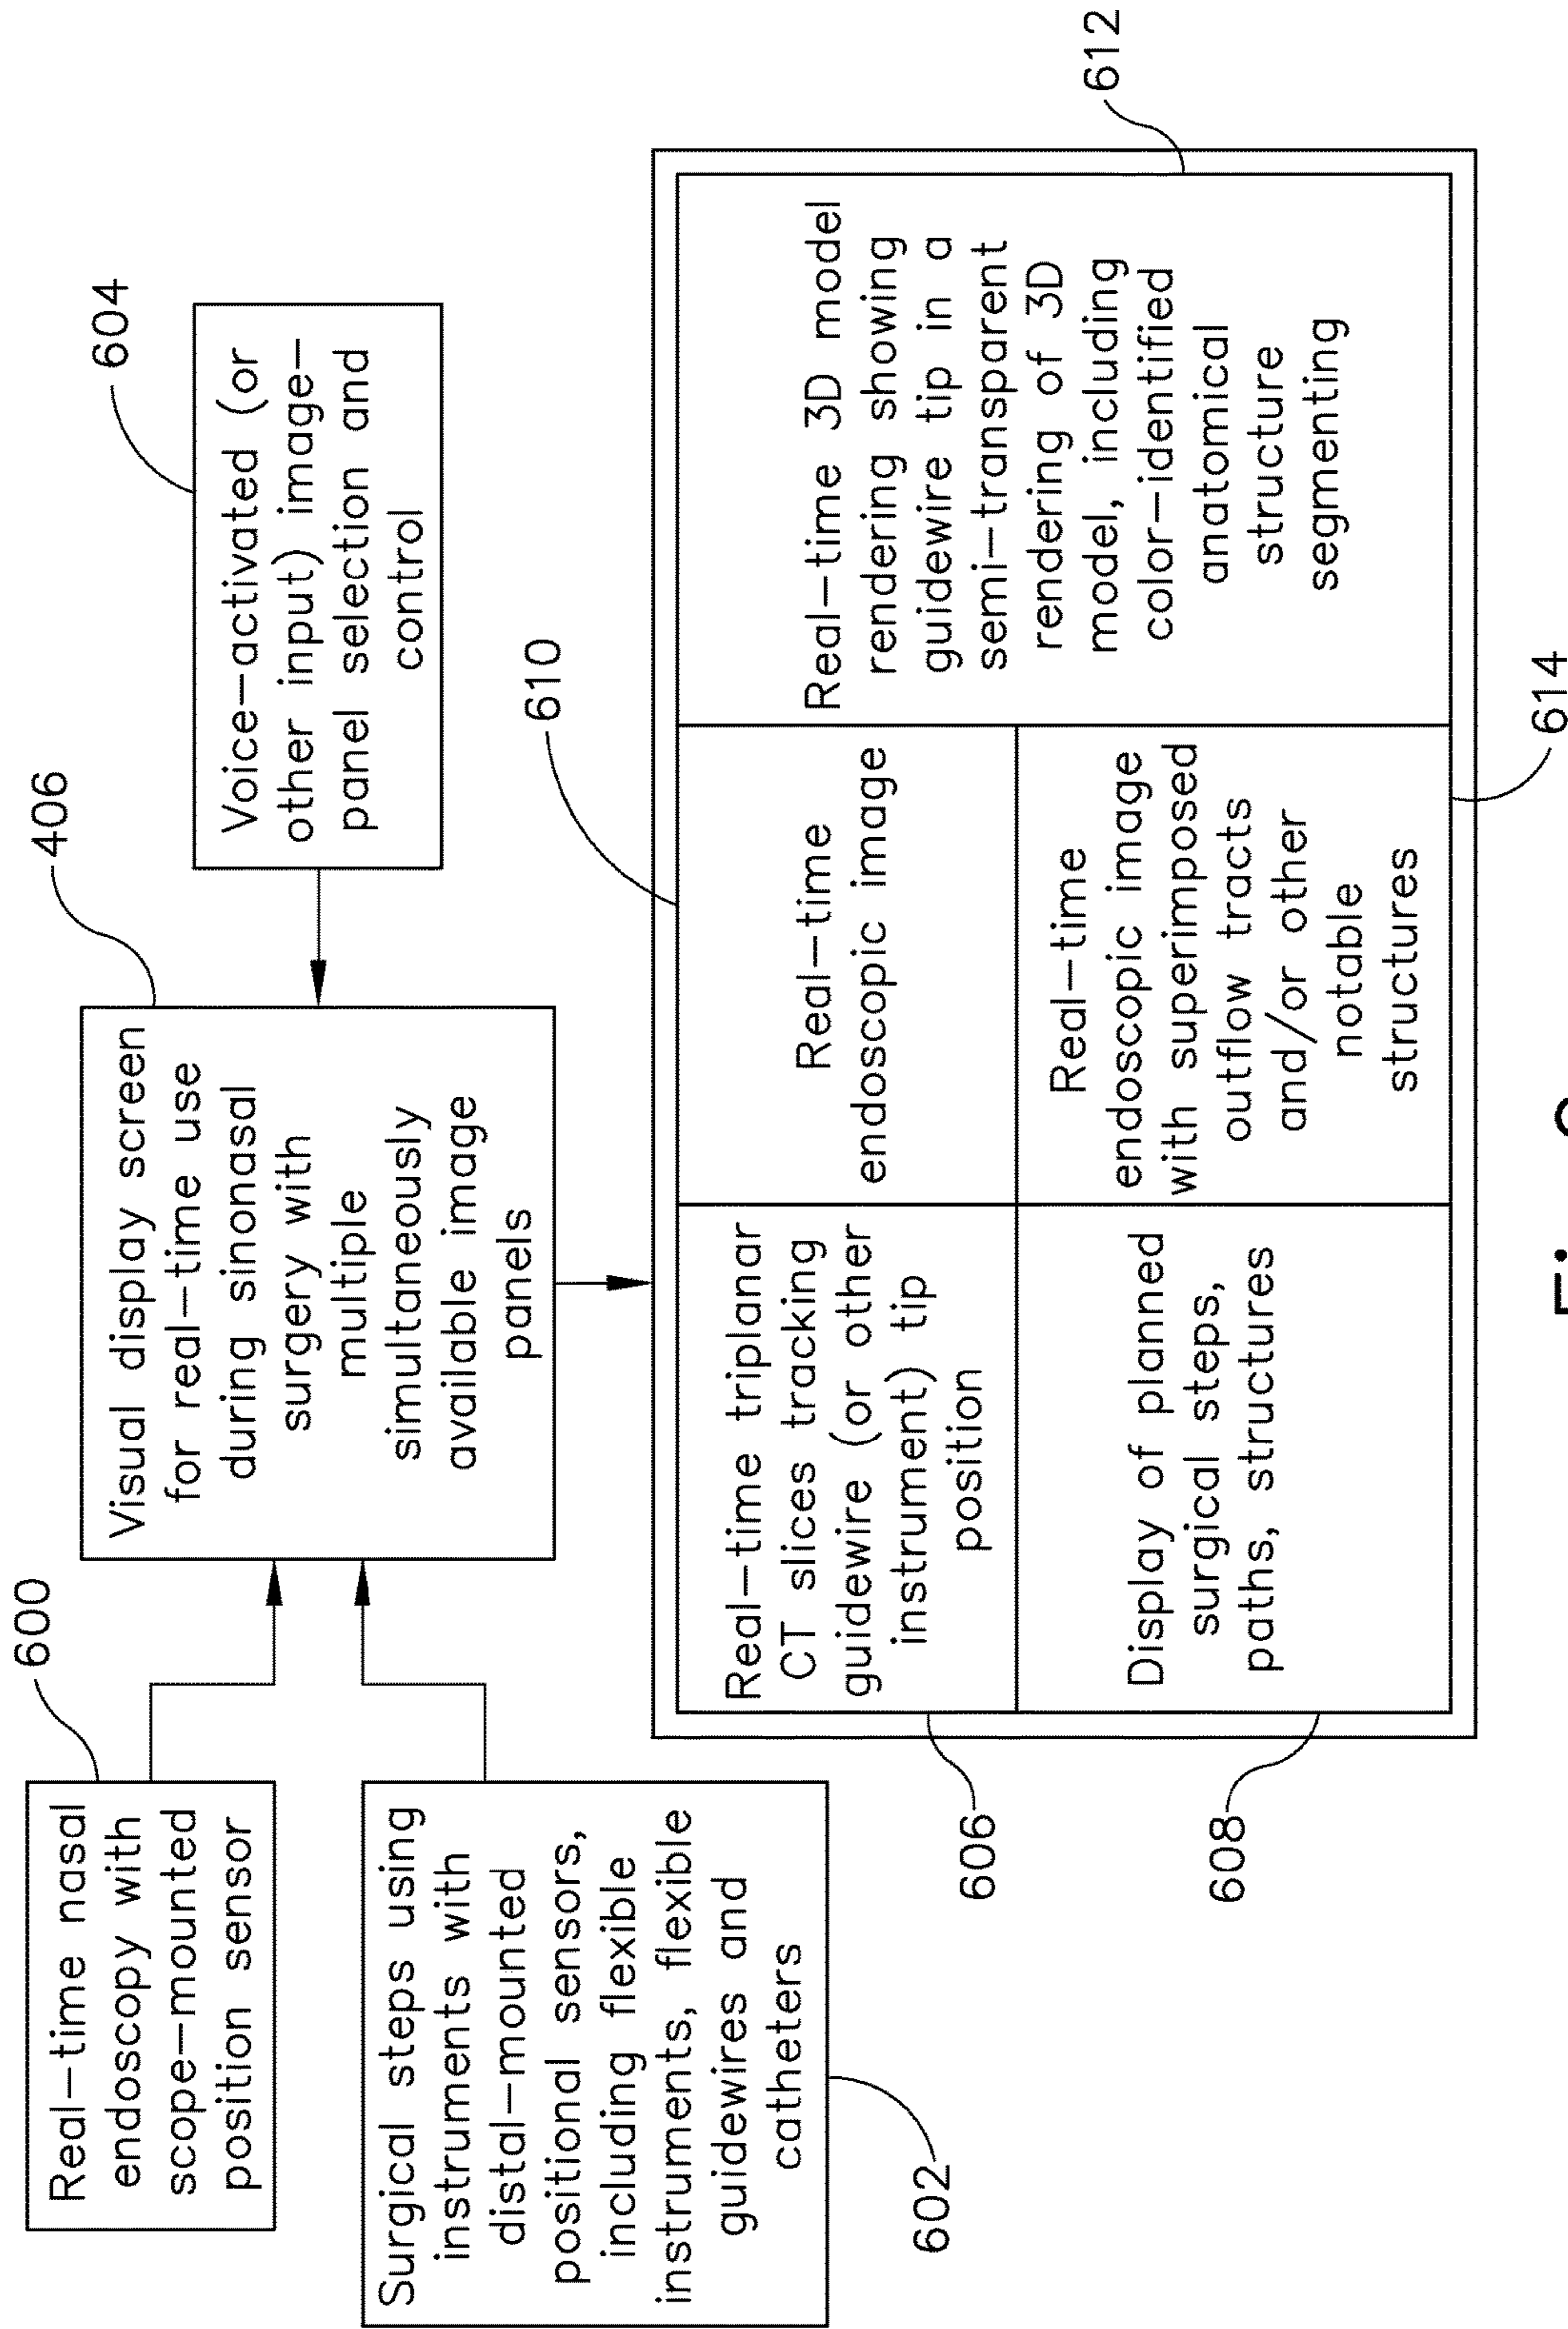 600
Real-time nasal
endoscopy with
scope-mounted
position sensor
602
Surgical steps using
instruments with
distal-mounted
positional sensors,
including flexible
instruments, flexible
guidewires and
catheters
406
Visual display screen
for real-time use
during sinonasal
surgery with
multiple
simultaneously
available image
panels
604
Voice-activated (or
other input) image-
panel selection and
control
606
Real-time triplanar
CT slices tracking
guidewire (or other
instrument) tip
position
608
Display of planned
surgical steps,
paths, structures
610
Real-time
endoscopic image
614
Real-time
endoscopic image
with superimposed
outflow tracts
and/or other
notable
structures
612
Real-time 3D model
rendering showing
guidewire tip in a
semi-transparent
rendering of 3D
model, including
color-identified
anatomical
structure
segmenting